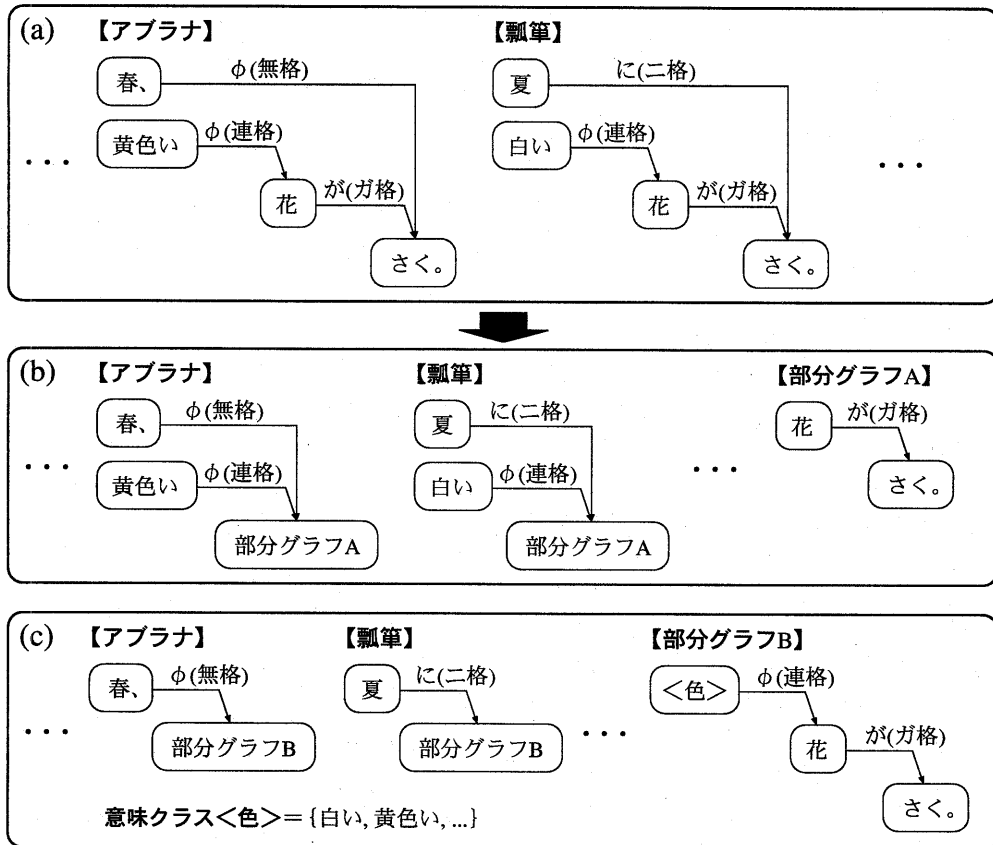 (a) 【アブラナ】 【瓢箪】
春、 φ(無格) 夏 に(ニ格)
黄色い φ(連格) 白い φ(連格)
・・・ ・・・
花 が(ガ格) 花 が(ガ格)
さく。 さく。
(b) 【アブラナ】 【瓢箪】 【部分グラフA】
春、 φ(無格) 夏 に(ニ格) 花 が(ガ格)
・・・ 黄色い φ(連格) 白い φ(連格) ・・・ さく。
部分グラフA 部分グラフA
(c) 【アブラナ】 【瓢箪】 【部分グラフB】
春、 φ(無格) 夏 に(ニ格) <色> φ(連格)
・・・ 部分グラフB 部分グラフB ・・・ 花 が(ガ格)
さく。
意味クラス<色>= {白い, 黄色い, ...}